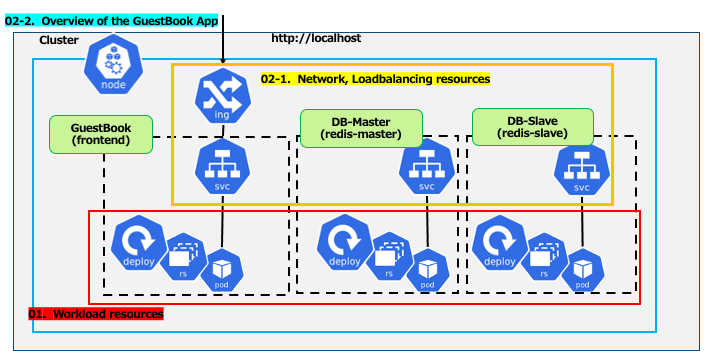 02-2. Overview of the GuestBook App
Cluster
http://localhost
node
ing
02-1. Network, Loadbalancing resources
GuestBook
(frontend)
DB-Master
(redis-master)
DB-Slave
(redis-slave)
svc
svc
svc
deploy
rs
pod
deploy
rs
pod
deploy
rs
pod
01. Workload resources